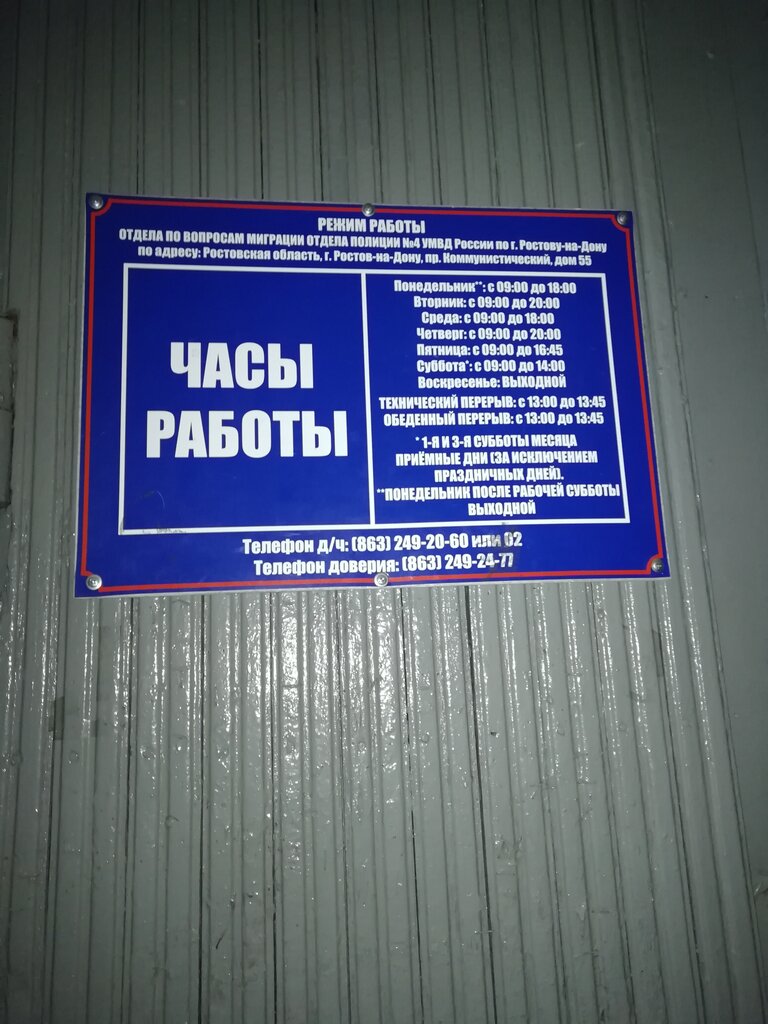 РЕЖИМ РАБОТЫ
ОТДЕЛА ПО ВОПРОСАМ МИГРАЦИИ ОТДЕЛА ПОЛИЦИИ №4 УМВД России по г. Ростову-на-Дону
по адресу: Ростовская область, г. Ростов-на-Дону, пр. Коммунистический, дом 55
ЧАСЫ
РАБОТЫ
Понедельник**: с 09:00 до 18:00
Вторник: с 09:00 до 20:00
Среда: с 09:00 до 18:00
Четверг: с 09:00 до 20:00
Пятница: с 09:00 до 16:45
Суббота*: с 09:00 до 14:00
Воскресенье: ВЫХОДНОЙ
ТЕХНИЧЕСКИЙ ПЕРЕРЫВ: с 13:00 до 13:45
ОБЕДЕННЫЙ ПЕРЕРЫВ: с 13:00 до 13:45
* 1-Я И 3-Я СУББОТЫ МЕСЯЦА
ПРИЁМНЫЕ ДНИ (ЗА ИСКЛЮЧЕНИЕМ
ПРАЗДНИЧНЫХ ДНЕЙ).
**ПОНЕДЕЛЬНИК ПОСЛЕ РАБОЧЕЙ СУББОТЫ
ВЫХОДНОЙ
Телефон д/ч: (863) 249-20-60 или 02
Телефон доверия: (863) 249-24-77